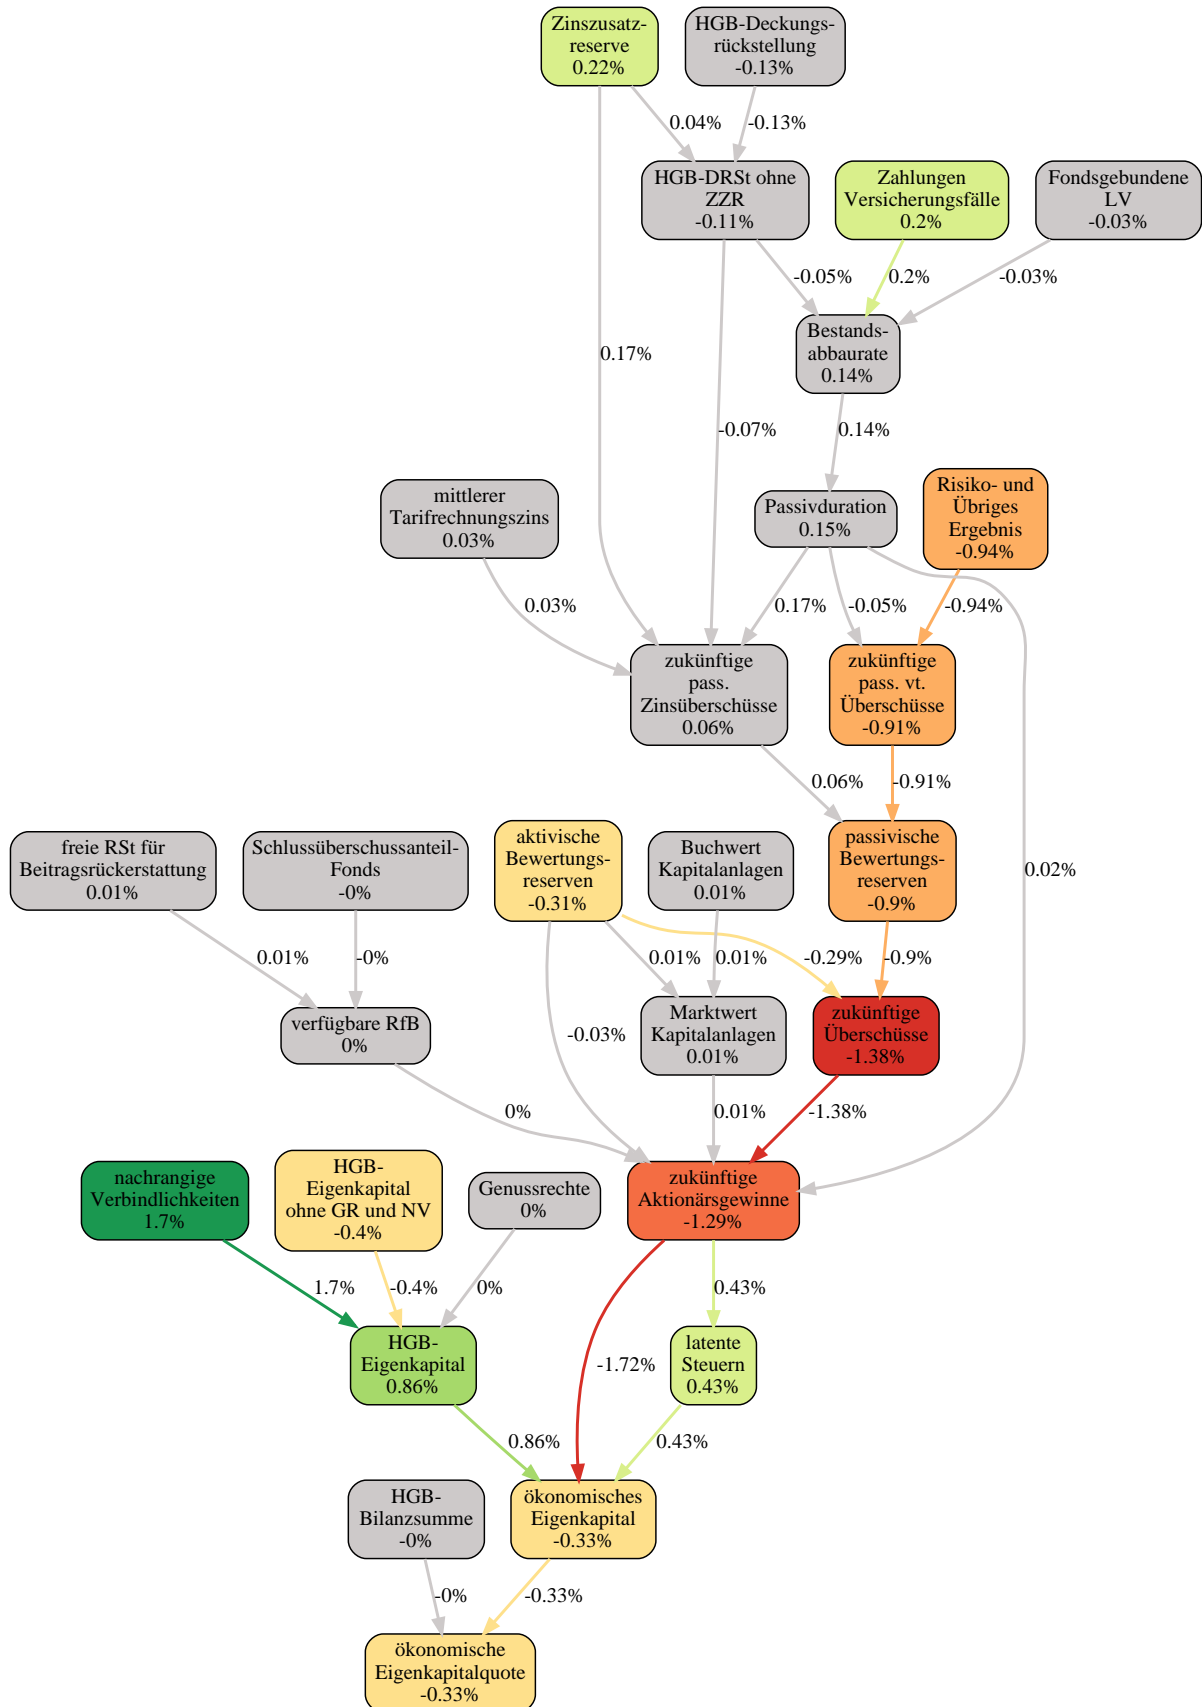 Zinszusatz-
reserve
0.22%
HGB-Deckungs-
rückstellung
-0.13%
0.04%
-0.13%
HGB-DRSt ohne
ZZR
-0.11%
Zahlungen
Versicherungsfälle
0.2%
Fondsgebundene
LV
-0.03%
-0.05%
0.2%
-0.03%
Bestands-
abbaurate
0.14%
0.17%
-0.07%
0.14%
mittlerer
Tarifrechnungszins
0.03%
Passivduration
0.15%
Risiko- und
Übriges
Ergebnis
-0.94%
0.03%
0.17%
-0.05%
-0.94%
zukünftige
pass.
Zinsüberschüsse
0.06%
zukünftige
pass. vt.
Überschüsse
-0.91%
0.06%
-0.91%
freie RSt für
Beitragsrückerstattung
0.01%
Schlussüberschussanteil-
Fonds
-0%
aktivische
Bewertungs-
reserven
-0.31%
Buchwert
Kapitalanlagen
0.01%
passivische
Bewertungs-
reserven
-0.9%
0.02%
0.01%
-0%
0.01%
0.01%
-0.29%
-0.9%
verfügbare RfB
0%
-0.03%
Marktwert
Kapitalanlagen
0.01%
zukünftige
Überschüsse
-1.38%
0%
0.01%
-1.38%
nachrangige
Verbindlichkeiten
1.7%
HGB-
Eigenkapital
ohne GR und NV
-0.4%
Genussrechte
0%
zukünftige
Aktionärsgewinne
-1.29%
1.7%
-0.4%
0%
0.43%
HGB-
Eigenkapital
0.86%
-1.72%
latente
Steuern
0.43%
0.86%
0.43%
HGB-
Bilanzsumme
-0%
ökonomisches
Eigenkapital
-0.33%
-0%
-0.33%
ökonomische
Eigenkapitalquote
-0.33%